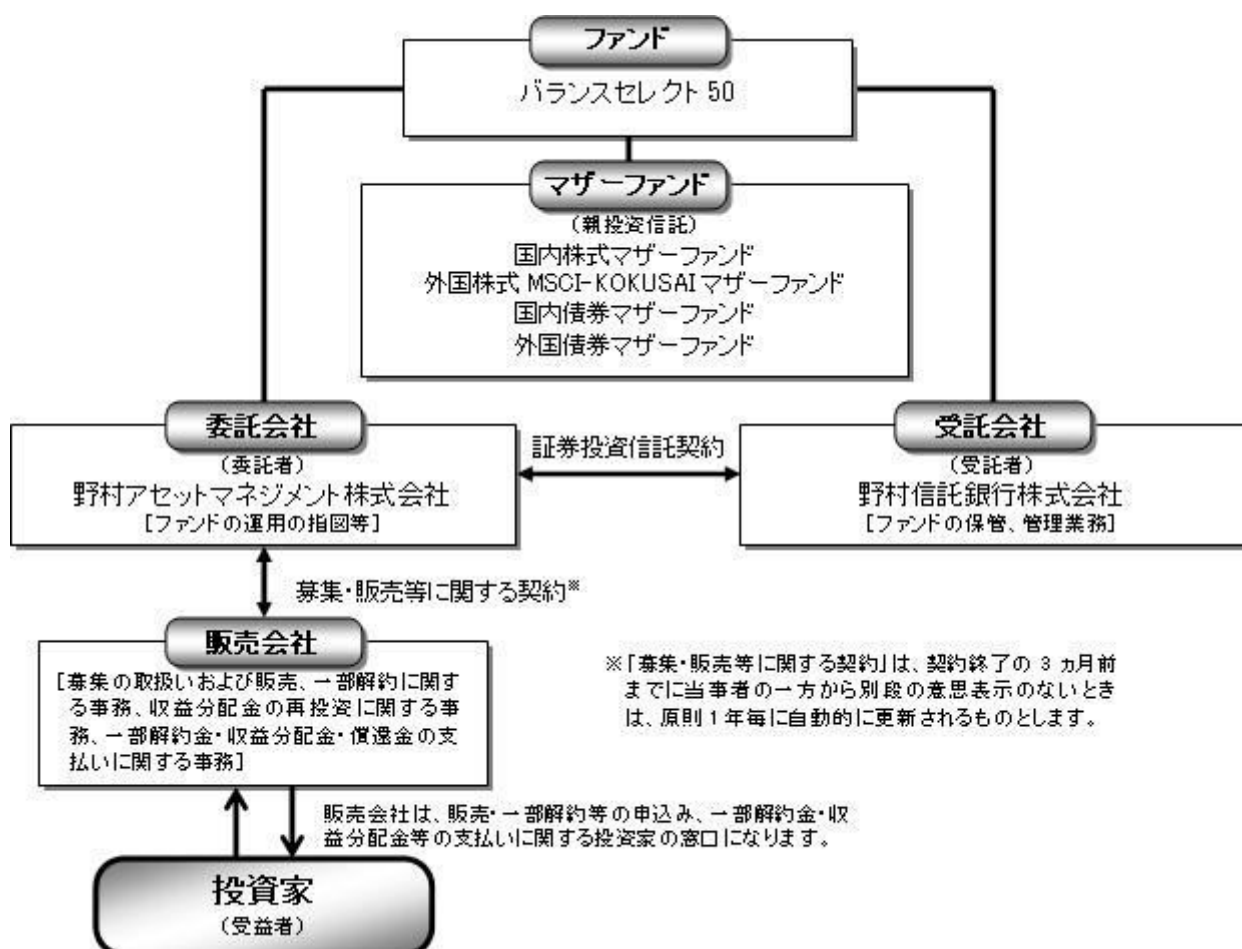 ファンド
バランスセレクト50
マザーファンド
(親投資信託)
国内株式マザーファンド
外国株式MSCI-KOKUSAIマザーファンド
国内債券マザーファンド
外国債券マザーファンド
委託会社
(委託者)
野村アセットマネジメント株式会社
[ファンドの運用の指図等]
証券投資信託契約
受託会社
(受託者)
野村信託銀行株式会社
[ファンドの保管、管理業務]
募集・販売等に関する契約※
販売会社
[募集の取扱いおよび販売、一部解約に関す
る事務、収益分配金の再投資に関する事
務、一部解約金・収益分配金・償還金の支
払いに関する事務]
※「募集・販売等に関する契約」は、契約終了の3ヵ月前
までに当事者の一方から別段の意思表示のないとき
は、原則1年毎に自動的に更新されるものとします。
販売会社は、販売・一部解約等の申込み、一部解約金・収
益分配金等の支払いに関する投資家の窓口になります。
投資家
(受益者)